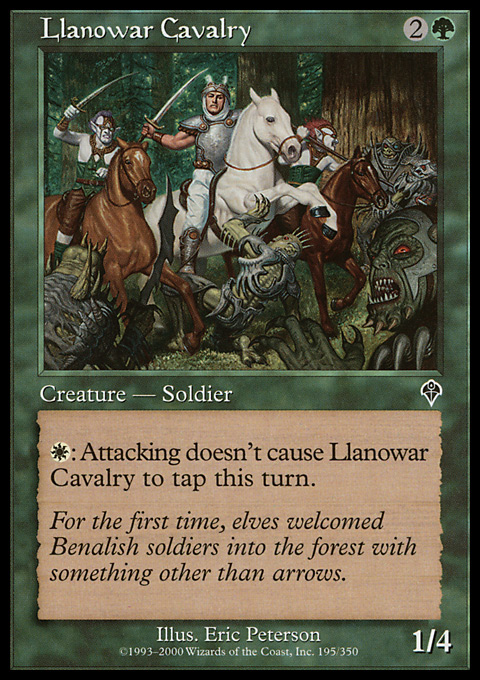 Llanowar Cavalry 2
Creature — Soldier
: Attacking doesn't cause Llanowar
Cavalry to tap this turn.
For the first time, elves welcomed
Benalish soldiers into the forest with
something other than arrows.
Illus. Eric Peterson
©1993–2000 Wizards of the Coast, Inc. 195/350
1/4